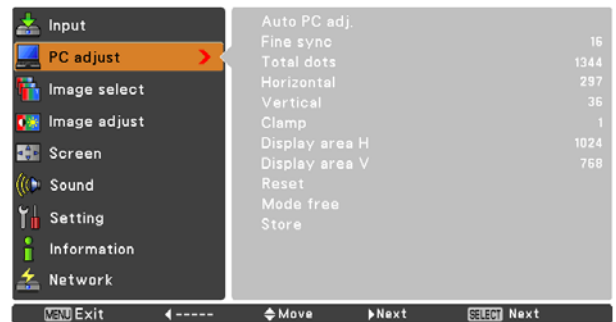 Input
PC adjust
Image select
Image adjust
Screen
Sound
Setting
Information
Network
Auto PC adj.
Fine sync 16
Total dots 1344
Horizontal 297
Vertical 36
Clamp 1
Display area H 1024
Display area V 768
Reset
Mode free
Store
MENU Exit ◀----- Move ▶Next SELECT Next